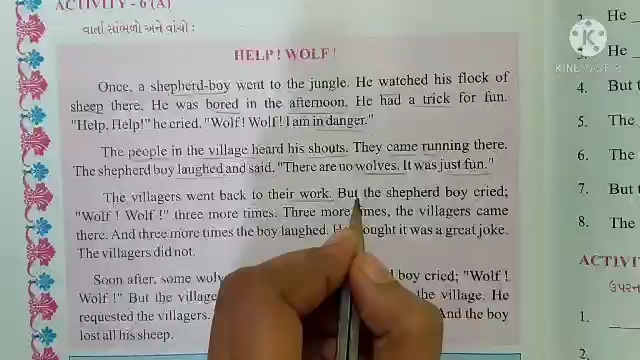 ACTIVITY - 6 (A)
વાર્તા સાંભળો અને વાંચો :
HELP! WOLF!
Once, a shepherd-boy went to the jungle. He watched his flock of
sheep there. He was bored in the afternoon. He had a trick for fun.
"Help, Help!" he cried. "Wolf! Wolf! I am in danger."
The people in the village heard his shouts. They came running there.
The shepherd boy laughed and said, "There are no wolves. It was just fun."
The villagers went back to their work. But the shepherd boy cried;
"Wolf ! Wolf !" three more times. Three more times, the villagers came
there. And three more times the boy laughed. it was a great joke.
The villagers did not.
Soon after, some boy cried; "Wolf !
Wolf !" But the the village. He
requested the villagers. And the boy
lost all his sheep.
2. He
3. He
4. But t
5. The
6. The
7. But t
8. The
ACTIVI
1.
2.
KINEMASTER